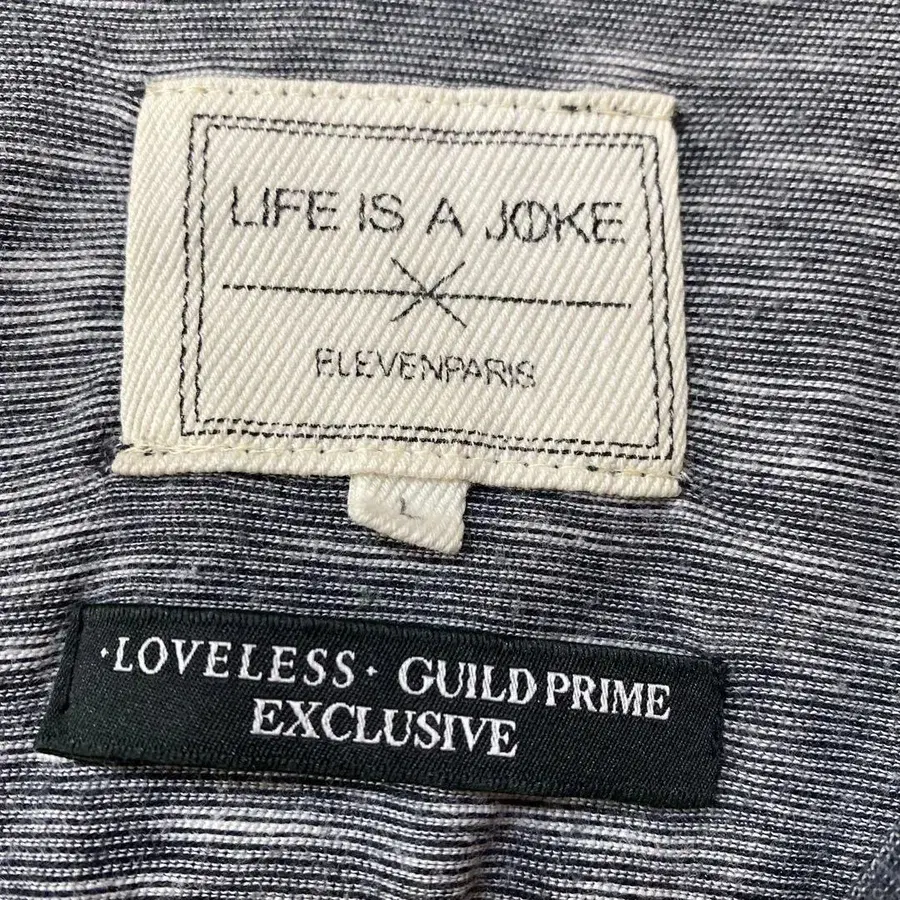 LIFE IS A JOKE
ELEVENPARIS
L
·LOVELESS· GUILD PRIME
EXCLUSIVE